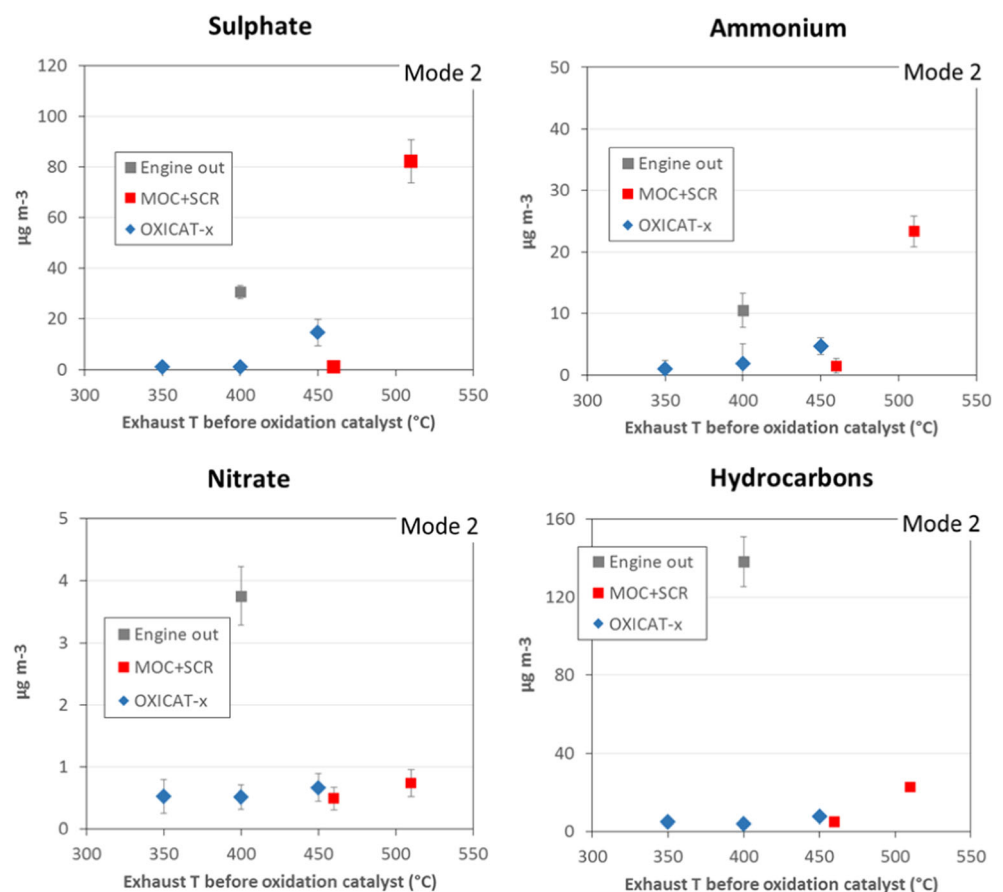 Sulphate
Mode 2
120
100
80
60
40
20
0
µg m-3
Engine out
MOC+SCR
OXICAT-x
300 350 400 450 500 550
Exhaust T before oxidation catalyst (°C)
Ammonium
Mode 2
50
40
30
20
10
0
µg m-3
Engine out
MOC+SCR
OXICAT-x
300 350 400 450 500 550
Exhaust T before oxidation catalyst (°C)
Nitrate
Mode 2
5
4
3
2
1
0
µg m-3
Engine out
MOC+SCR
OXICAT-x
300 350 400 450 500 550
Exhaust T before oxidation catalyst (°C)
Hydrocarbons
Mode 2
160
120
80
40
0
µg m-3
Engine out
MOC+SCR
OXICAT-x
300 350 400 450 500 550
Exhaust T before oxidation catalyst (°C)